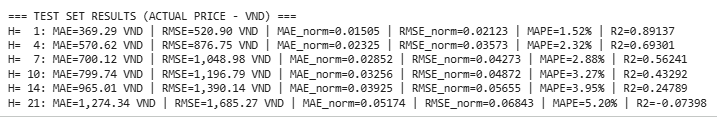 === TEST SET RESULTS (ACTUAL PRICE - VND) ===
H=  1: MAE=369.29 VND | RMSE=520.90 VND | MAE_norm=0.01505 | RMSE_norm=0.02123 | MAPE=1.52% | R2=0.89137
H=  4: MAE=570.62 VND | RMSE=876.75 VND | MAE_norm=0.02325 | RMSE_norm=0.03573 | MAPE=2.32% | R2=0.69301
H=  7: MAE=700.12 VND | RMSE=1,048.98 VND | MAE_norm=0.02852 | RMSE_norm=0.04273 | MAPE=2.88% | R2=0.56241
H= 10: MAE=799.74 VND | RMSE=1,196.79 VND | MAE_norm=0.03256 | RMSE_norm=0.04872 | MAPE=3.27% | R2=0.43292
H= 14: MAE=965.01 VND | RMSE=1,390.14 VND | MAE_norm=0.03925 | RMSE_norm=0.05655 | MAPE=3.95% | R2=0.24789
H= 21: MAE=1,274.34 VND | RMSE=1,685.27 VND | MAE_norm=0.05174 | RMSE_norm=0.06843 | MAPE=5.20% | R2=-0.07398